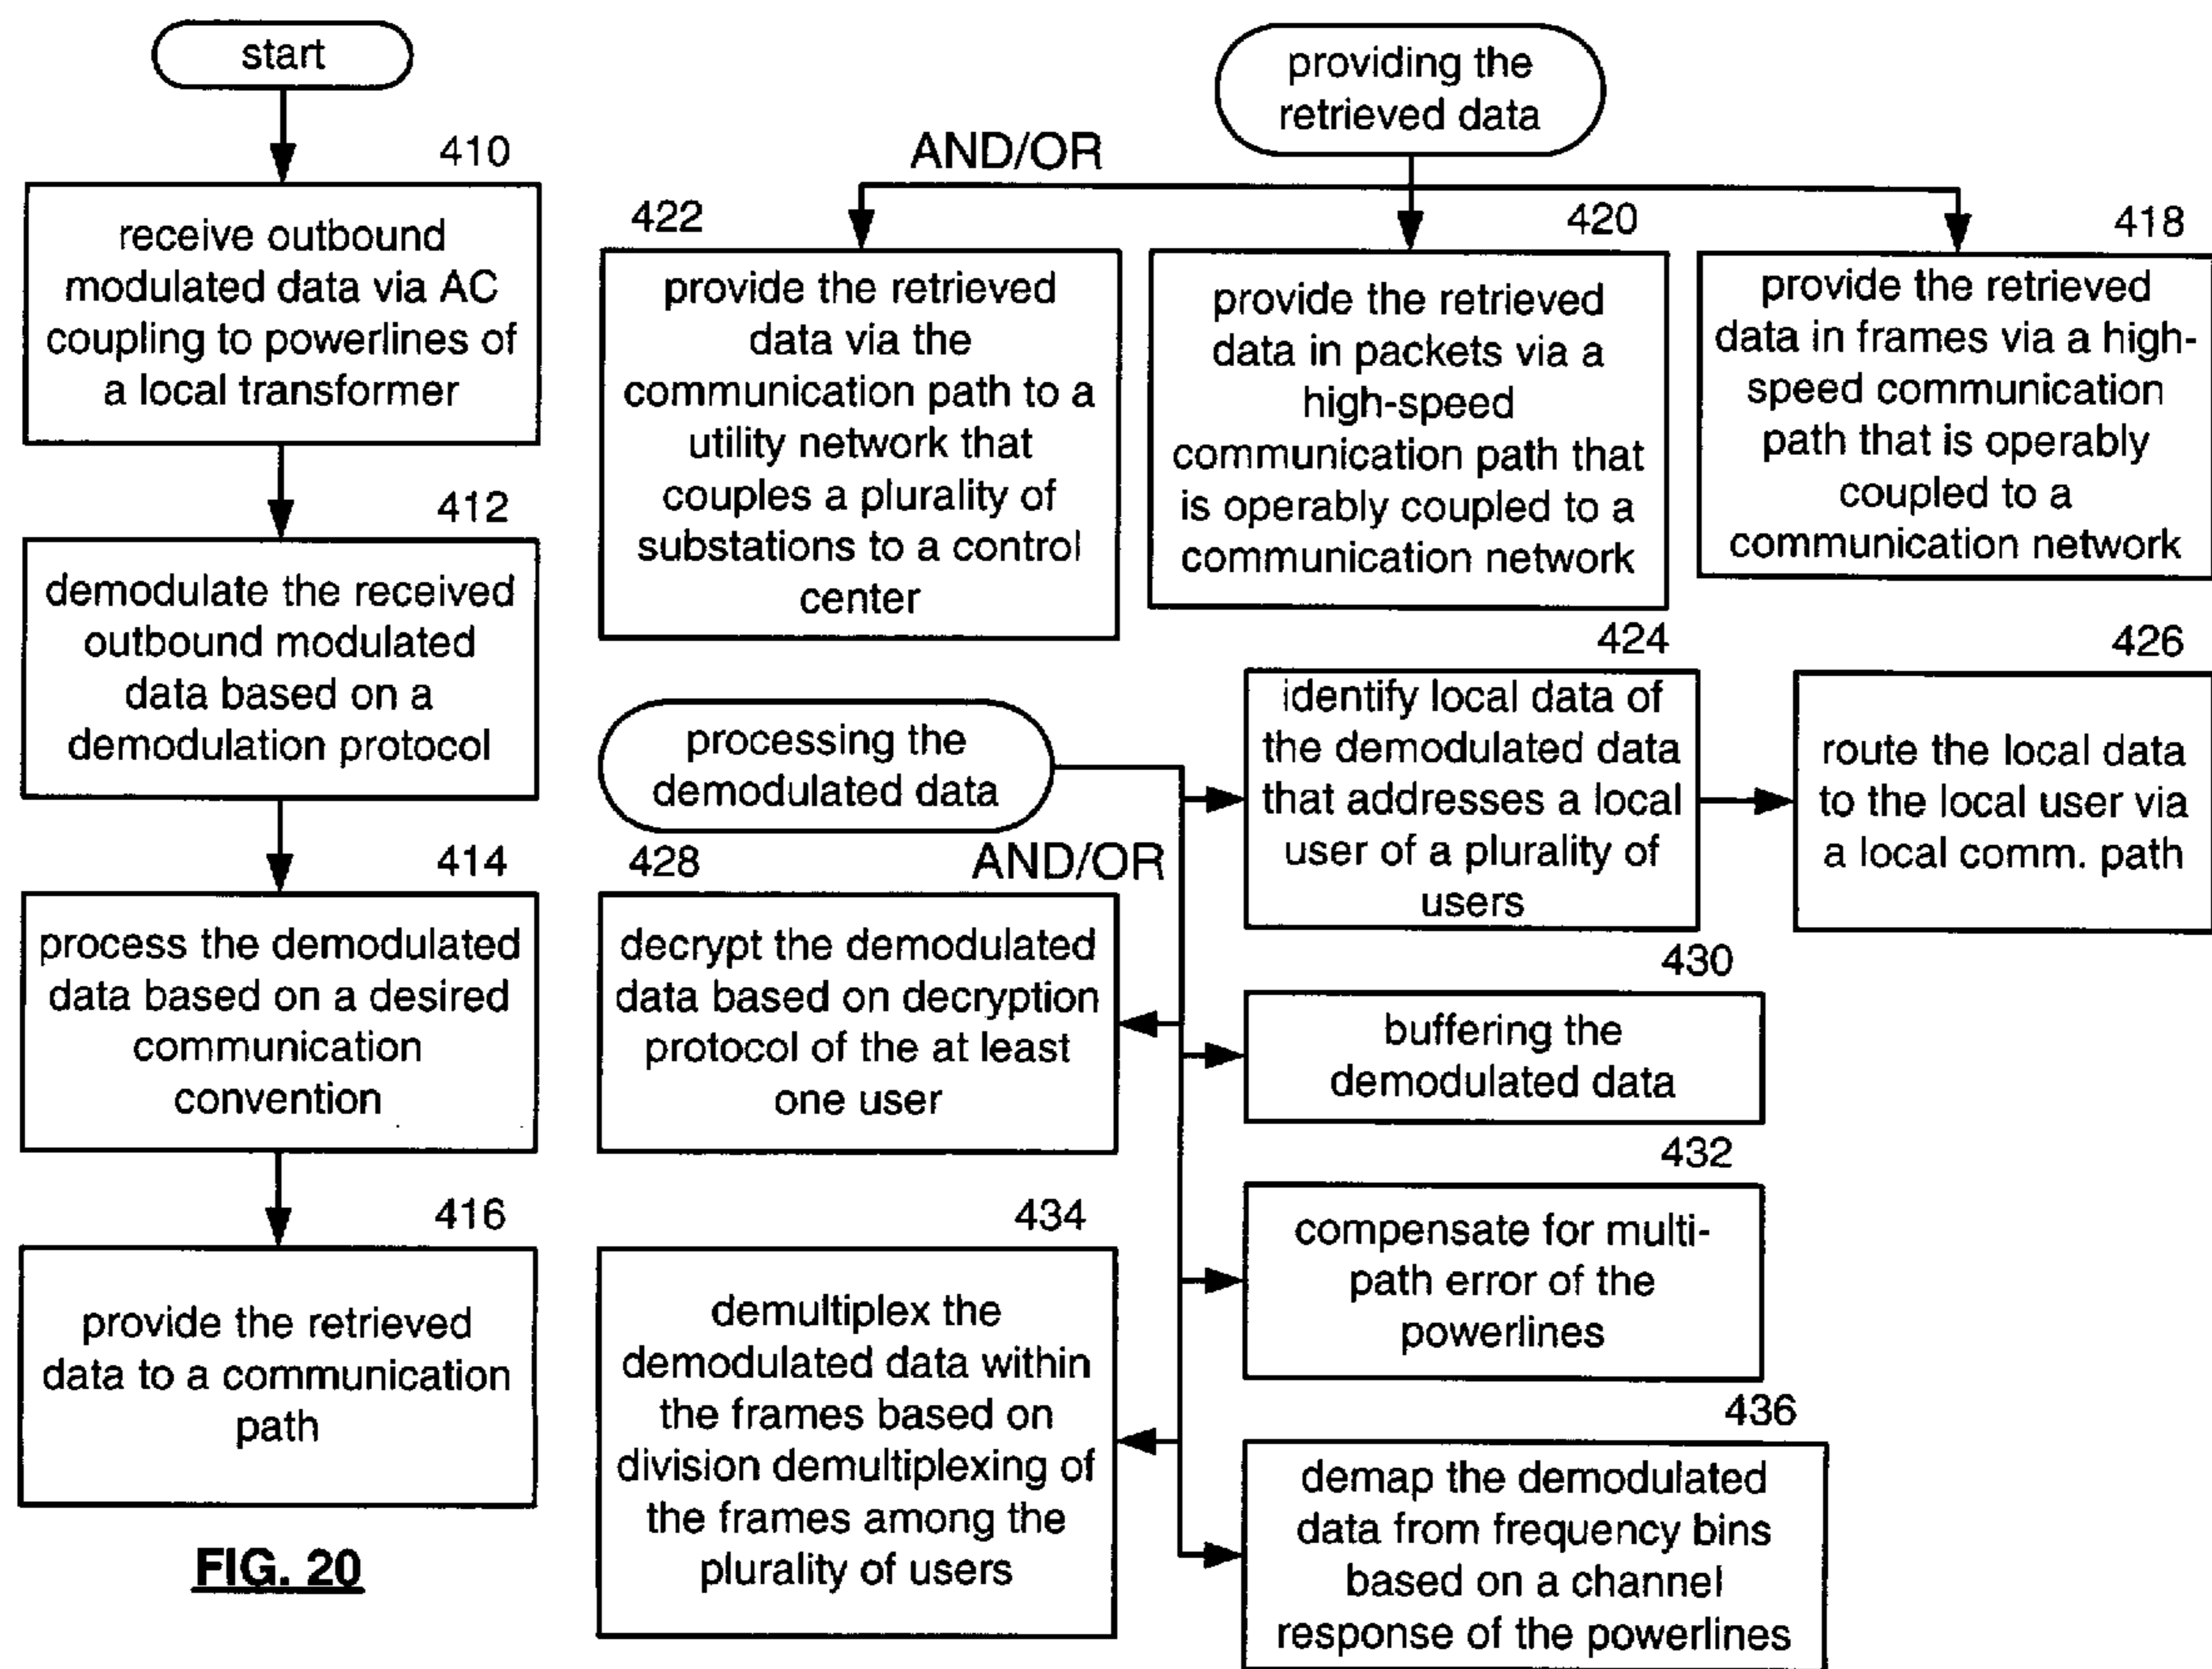 start
410
receive outbound
modulated data via AC
coupling to powerlines of
a local transformer
412
demodulate the received
outbound modulated
data based on a
demodulation protocol
414
process the demodulated
data based on a desired
communication
convention
416
provide the retrieved
data to a communication
path
FIG. 20
providing the
retrieved data
AND/OR
422
provide the retrieved
data via the
communication path to a
utility network that
couples a plurality of
substations to a control
center
420
provide the retrieved
data in packets via a
high-speed
communication path that
is operably coupled to a
communication network
418
provide the retrieved
data in frames via a high-
speed communication
path that is operably
coupled to a
communication network
processing the
demodulated data
AND/OR
424
identify local data of
the demodulated data
that addresses a local
user of a plurality of
users
426
route the local data
to the local user via
a local comm. path
428
decrypt the demodulated
data based on decryption
protocol of the at least
one user
430
buffering the
demodulated data
432
compensate for multi-
path error of the
powerlines
434
demultiplex the
demodulated data within
the frames based on
division demultiplexing of
the frames among the
plurality of users
436
demap the demodulated
data from frequency bins
based on a channel
response of the powerlines